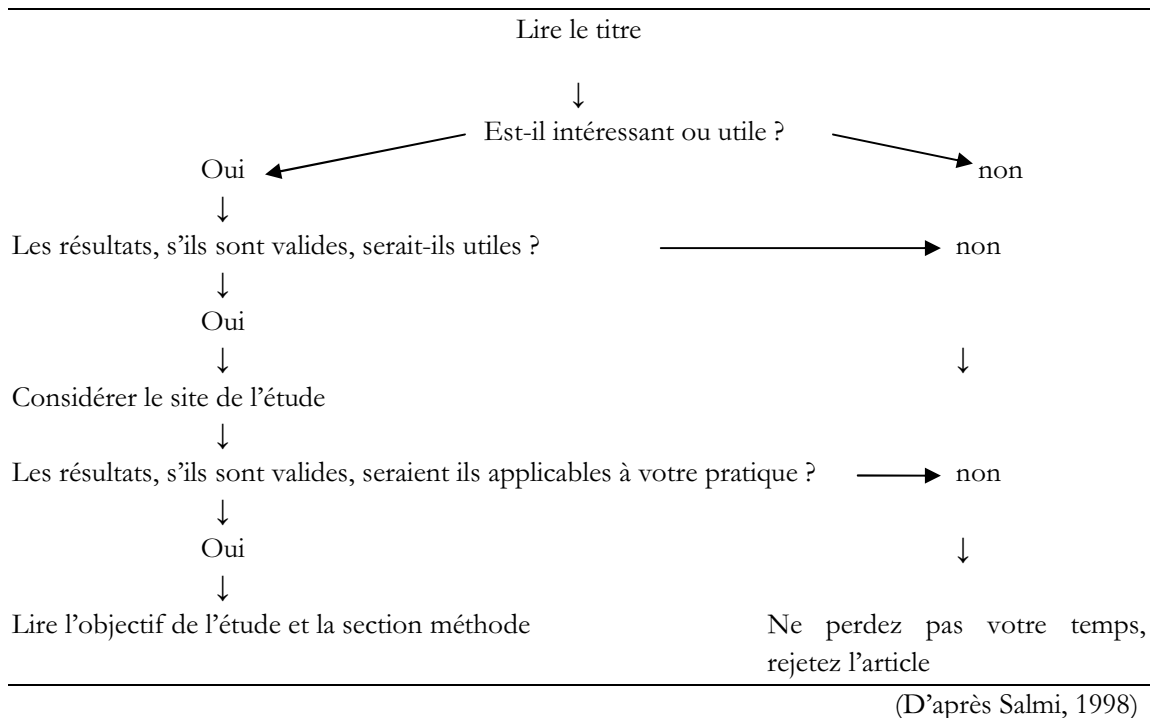 Lire le titre
↓
Est-il intéressant ou utile ?
Oui non
↓
Les résultats, s’ils sont valides, serait-ils utiles ? non
↓
Oui
↓ ↓
Considérer le site de l’étude
↓
Les résultats, s’ils sont valides, seraient ils applicables à votre pratique ? non
↓
Oui ↓
↓
Lire l’objectif de l’étude et la section méthode Ne perdez pas votre temps,
rejetez l’article
(D’après Salmi, 1998)